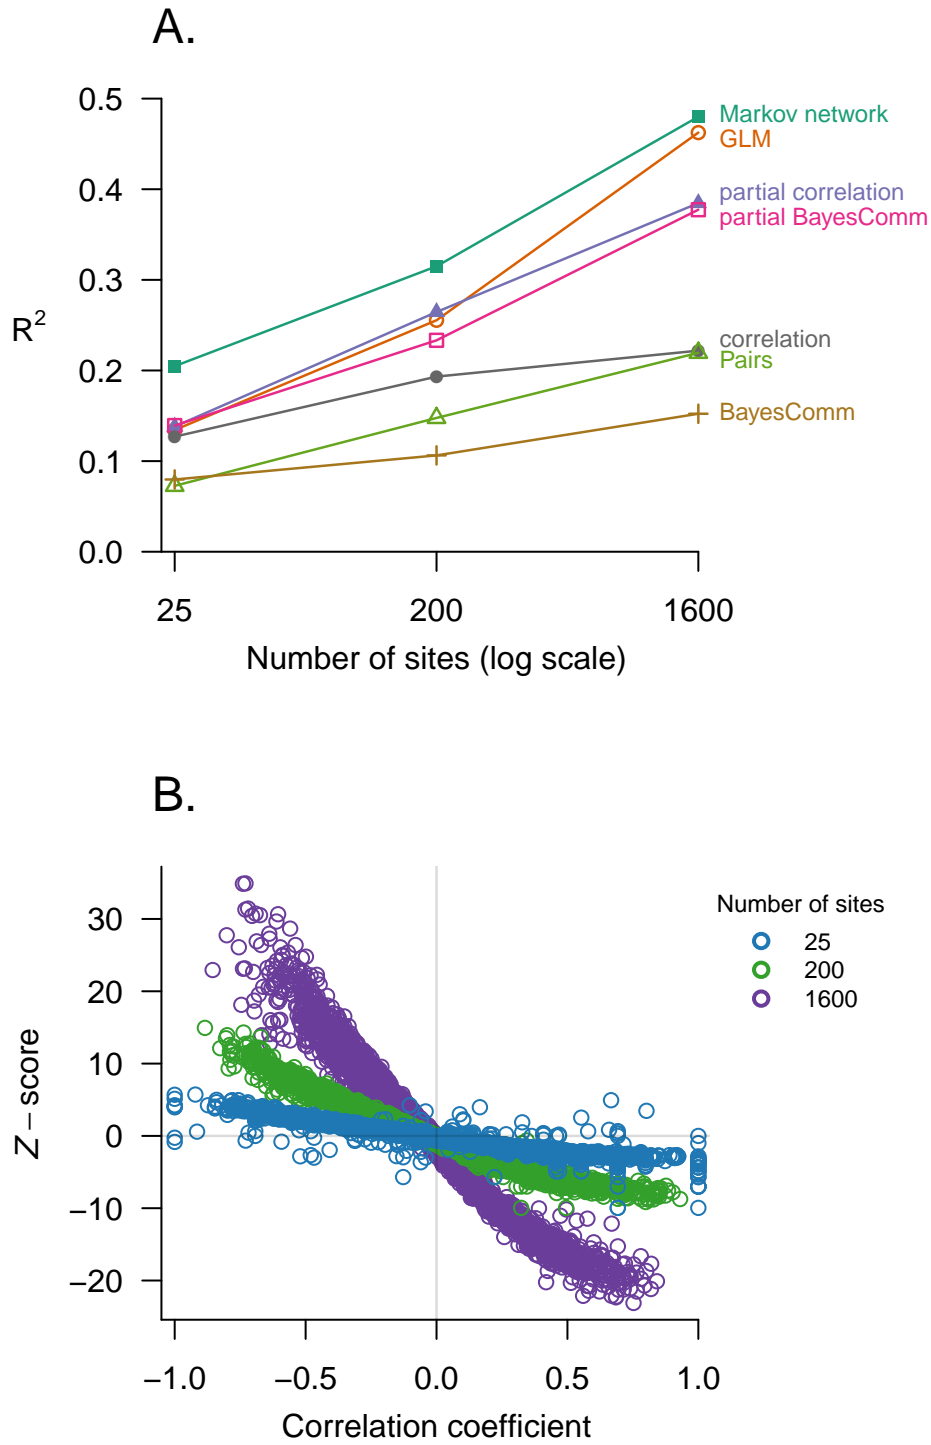 A.
0.5
0.4
0.3
0.2
0.1
0.0
R2
Markov network
GLM
partial correlation
partial BayesComm
correlation
Pairs
BayesComm
25 200 1600
Number of sites (log scale)
B.
30
20
10
0
−10
−20
Z − score
Number of sites
25
200
1600
−1.0 −0.5 0.0 0.5 1.0
Correlation coefficient